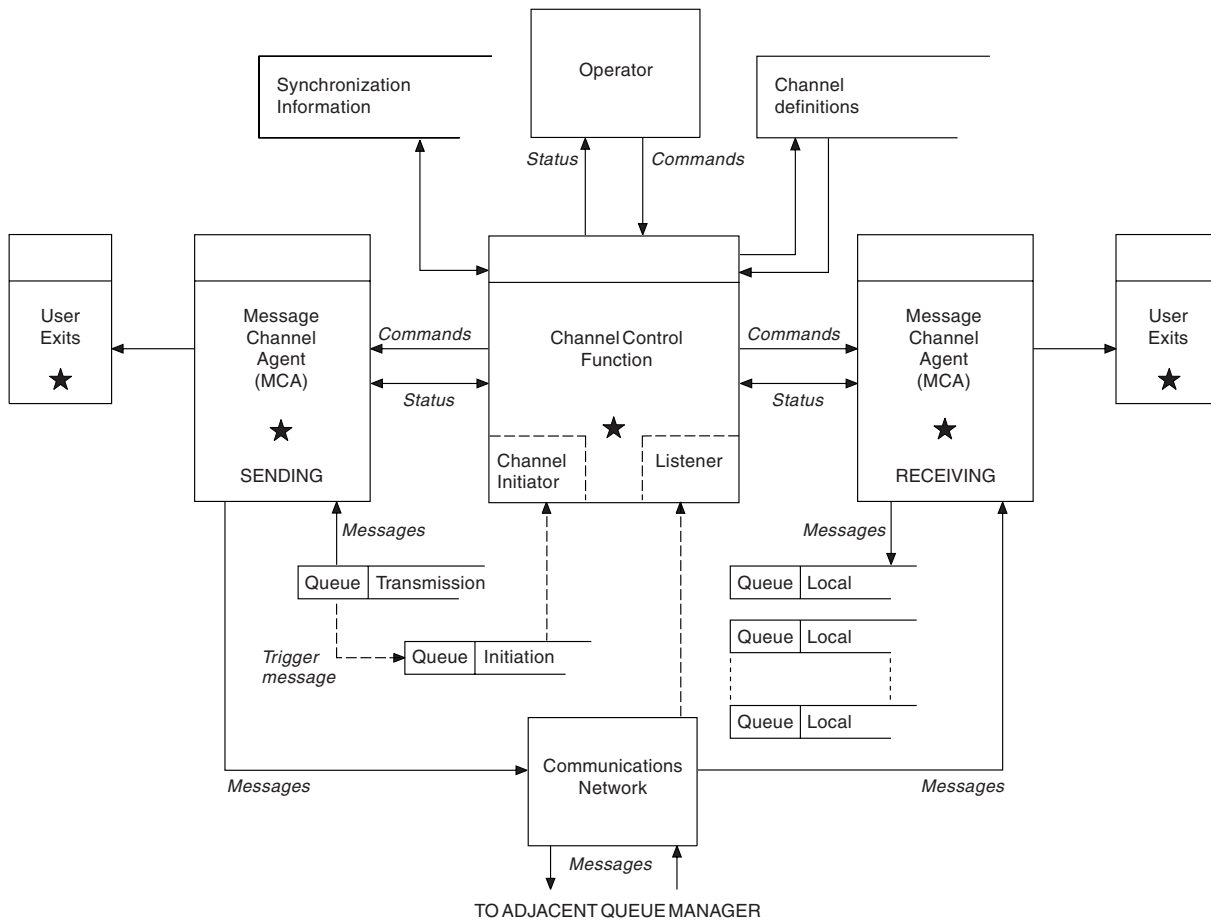 Synchronization
Information
Operator
Channel
definitions
Status
Commands
User
Exits
Message
Channel
Agent
(MCA)
SENDING
Commands
Status
Channel Control
Function
Channel
Initiator
Listener
Commands
Status
Message
Channel
Agent
(MCA)
RECEIVING
User
Exits
Messages
Queue Transmission
Trigger
message
Queue Initiation
Messages
Queue Local
Queue Local
Queue Local
Messages
Communications
Network
Messages
Messages
TO ADJACENT QUEUE MANAGER